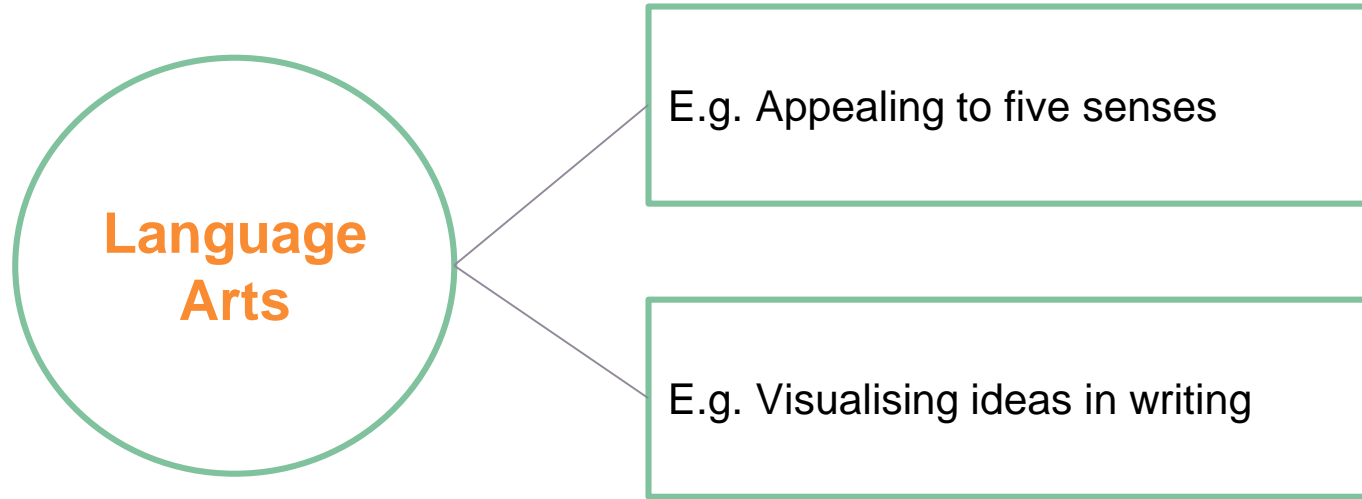 Language
Arts
E.g. Appealing to five senses
E.g. Visualising ideas in writing